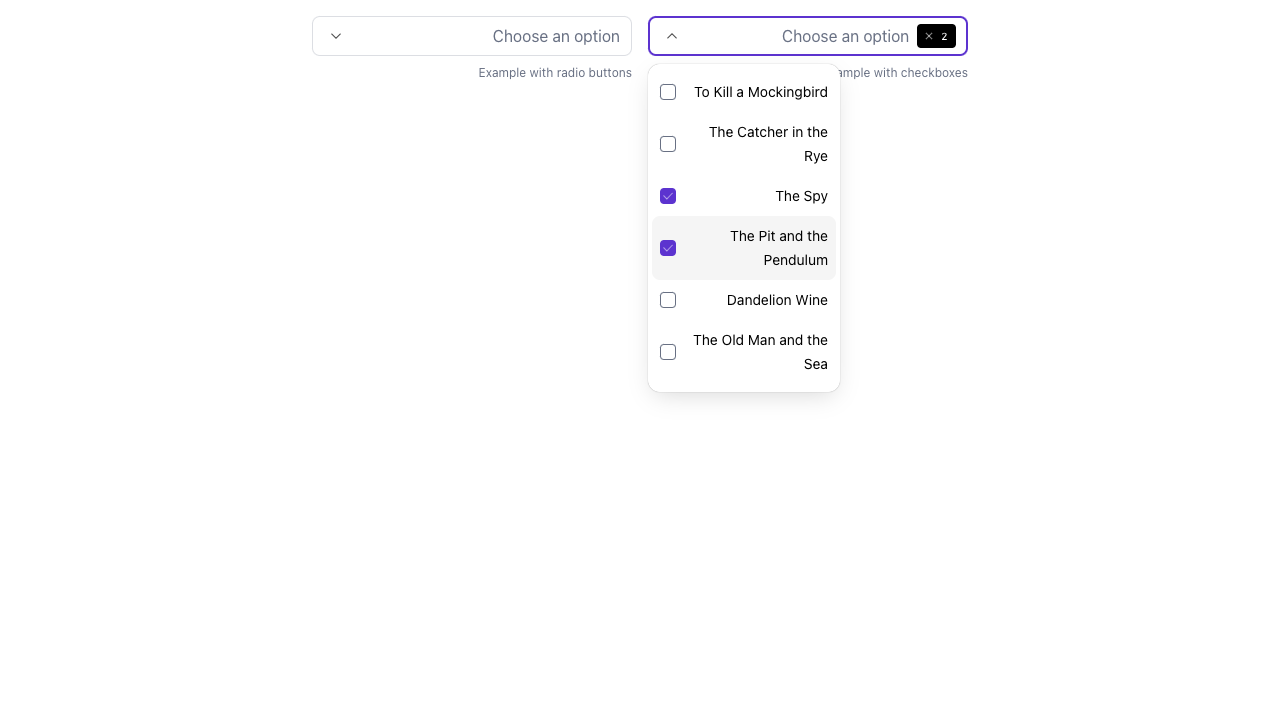 Choose an option
Example with radio buttons
Choose an option
2
ample with checkboxes
To Kill a Mockingbird
The Catcher in the
Rye
The Spy
The Pit and the
Pendulum
Dandelion Wine
The Old Man and the
Sea